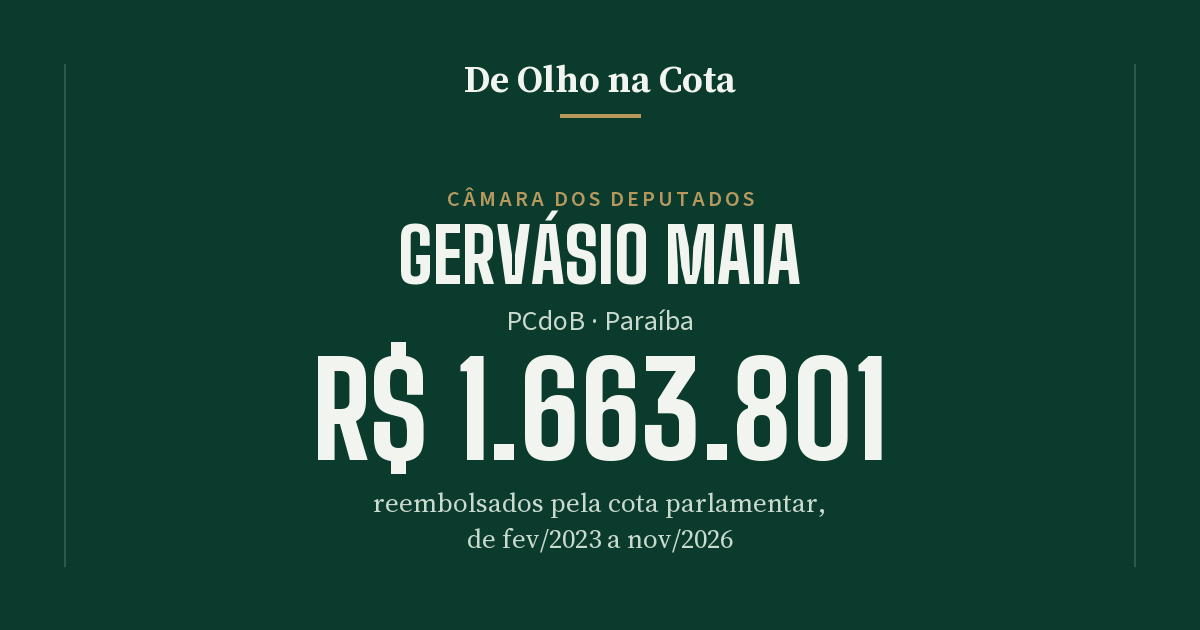 De Olho na Cota
CÂMARA DOS DEPUTADOS
GERVÁSIO MAIA
PCdoB · Paraíba
R$ 1.663.801
reembolsados pela cota parlamentar,
de fev/2023 a nov/2026